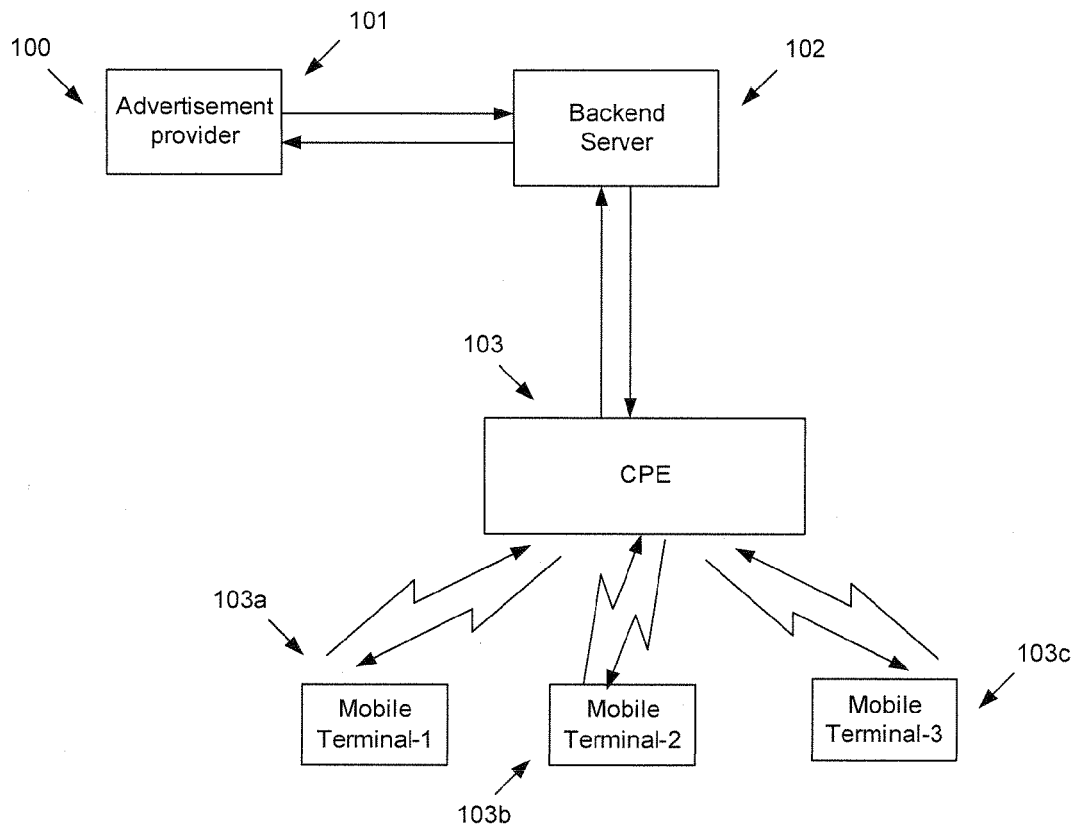 100
101
102
Advertisement
provider
Backend
Server
103
CPE
103a
103c
Mobile
Terminal-1
Mobile
Terminal-2
Mobile
Terminal-3
103b